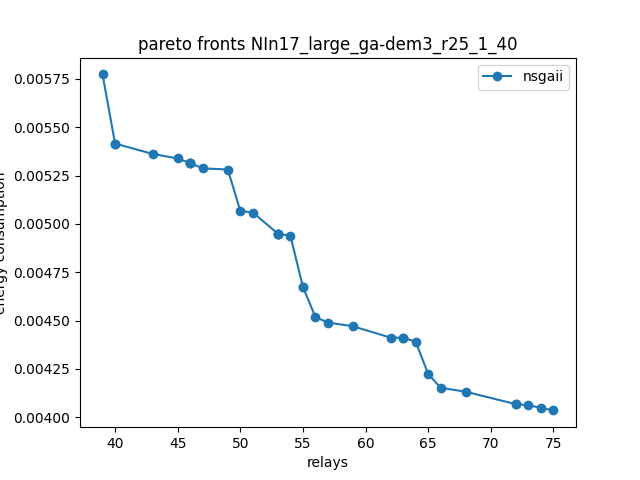 pareto fronts NIn17_large_ga-dem3_r25_1_40
nsgaii
0.00575
0.00550
0.00525
0.00500
0.00475
0.00450
0.00425
0.00400
energy consumption
40 45 50 55 60 65 70 75
relays